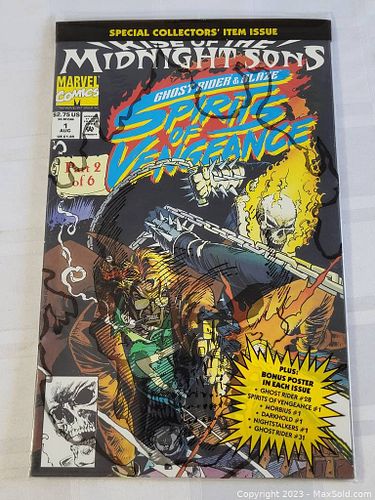 SPECIAL COLLECTORS' ITEM ISSUE
RISE OF THE
MIDNIGHT SONS
MARVEL
COMICS
$2.75 US
1
AUG
GHOST RIDER & BLAZE
SPIRITS
OF
VENGEANCE
Part 2
of 6
PLUS:
BONUS POSTER
IN EACH ISSUE
• GHOST RIDER #28
SPIRITS OF VENGEANCE #1
• MORBIUS #1
• DARKHOLD #1
• NIGHTSTALKERS #1
• GHOST RIDER #31
Copyright 2023 - MaxSold.com